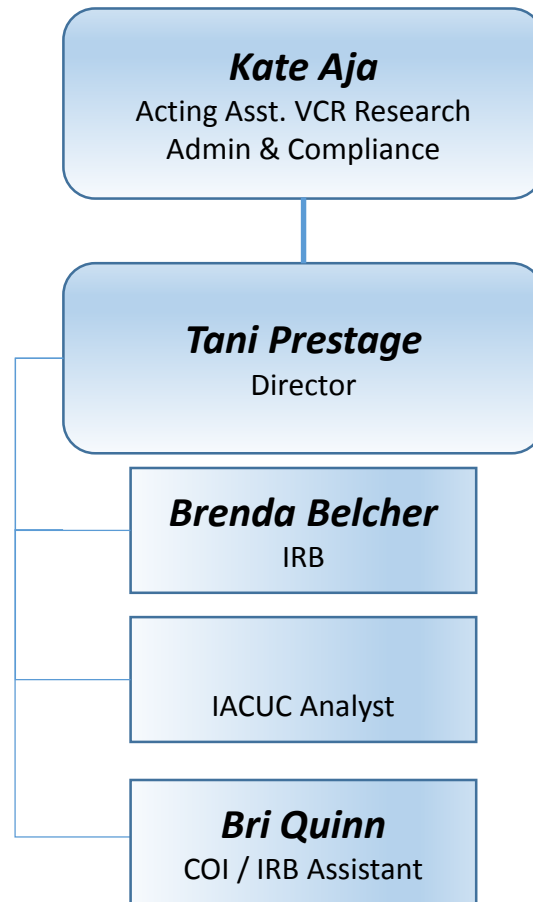 Kate Aja
Acting Asst. VCR Research
Admin & Compliance
Tani Prestage
Director
Brenda Belcher
IRB
IACUC Analyst
Bri Quinn
COI / IRB Assistant